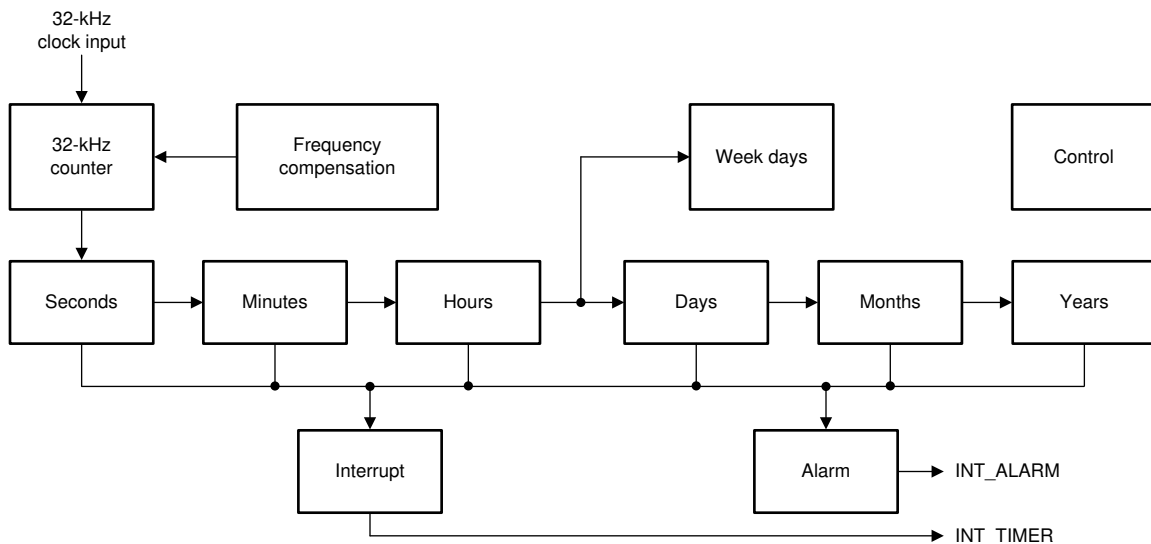 32-kHz
clock input
32-kHz
counter
Frequency
compensation
Week days
Control
Seconds
Minutes
Hours
Days
Months
Years
Interrupt
Alarm
INT_ALARM
INT_TIMER